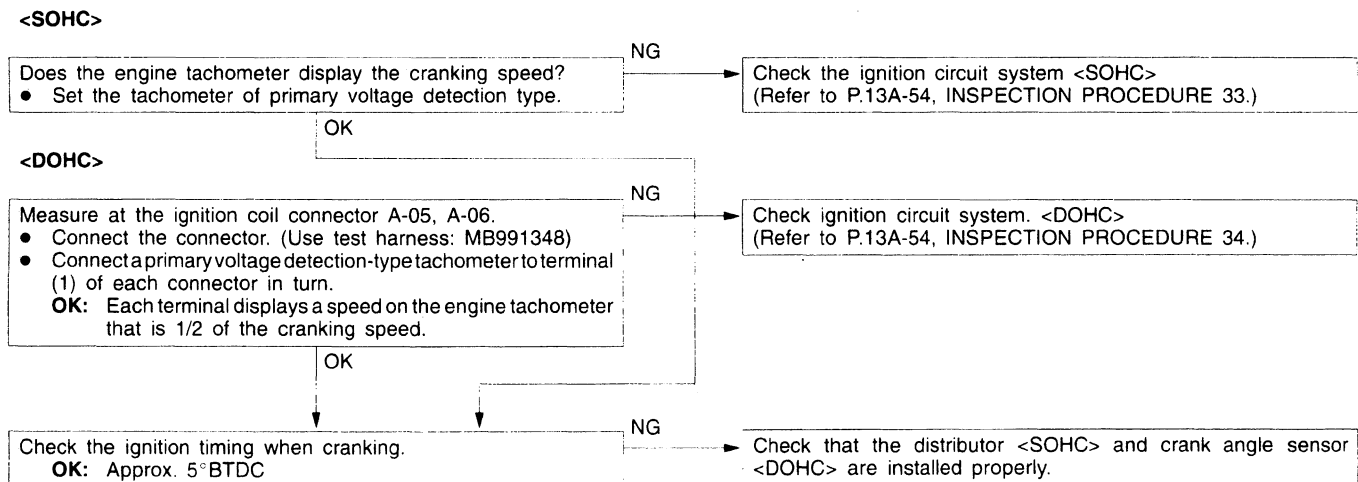 <SOHC>
NG
Does the engine tachometer display the cranking speed?
• Set the tachometer of primary voltage detection type.
Check the ignition circuit system <SOHC>
(Refer to P.13A-54, INSPECTION PROCEDURE 33.)
OK
<DOHC>
NG
Measure at the ignition coil connector A-05, A-06.
• Connect the connector. (Use test harness: MB991348)
• Connect a primary voltage detection-type tachometer to terminal
(1) of each connector in turn.
OK: Each terminal displays a speed on the engine tachometer
that is 1/2 of the cranking speed.
Check ignition circuit system. <DOHC>
(Refer to P.13A-54, INSPECTION PROCEDURE 34.)
OK
NG
Check the ignition timing when cranking.
OK: Approx. 5°BTDC
Check that the distributor <SOHC> and crank angle sensor
<DOHC> are installed properly.